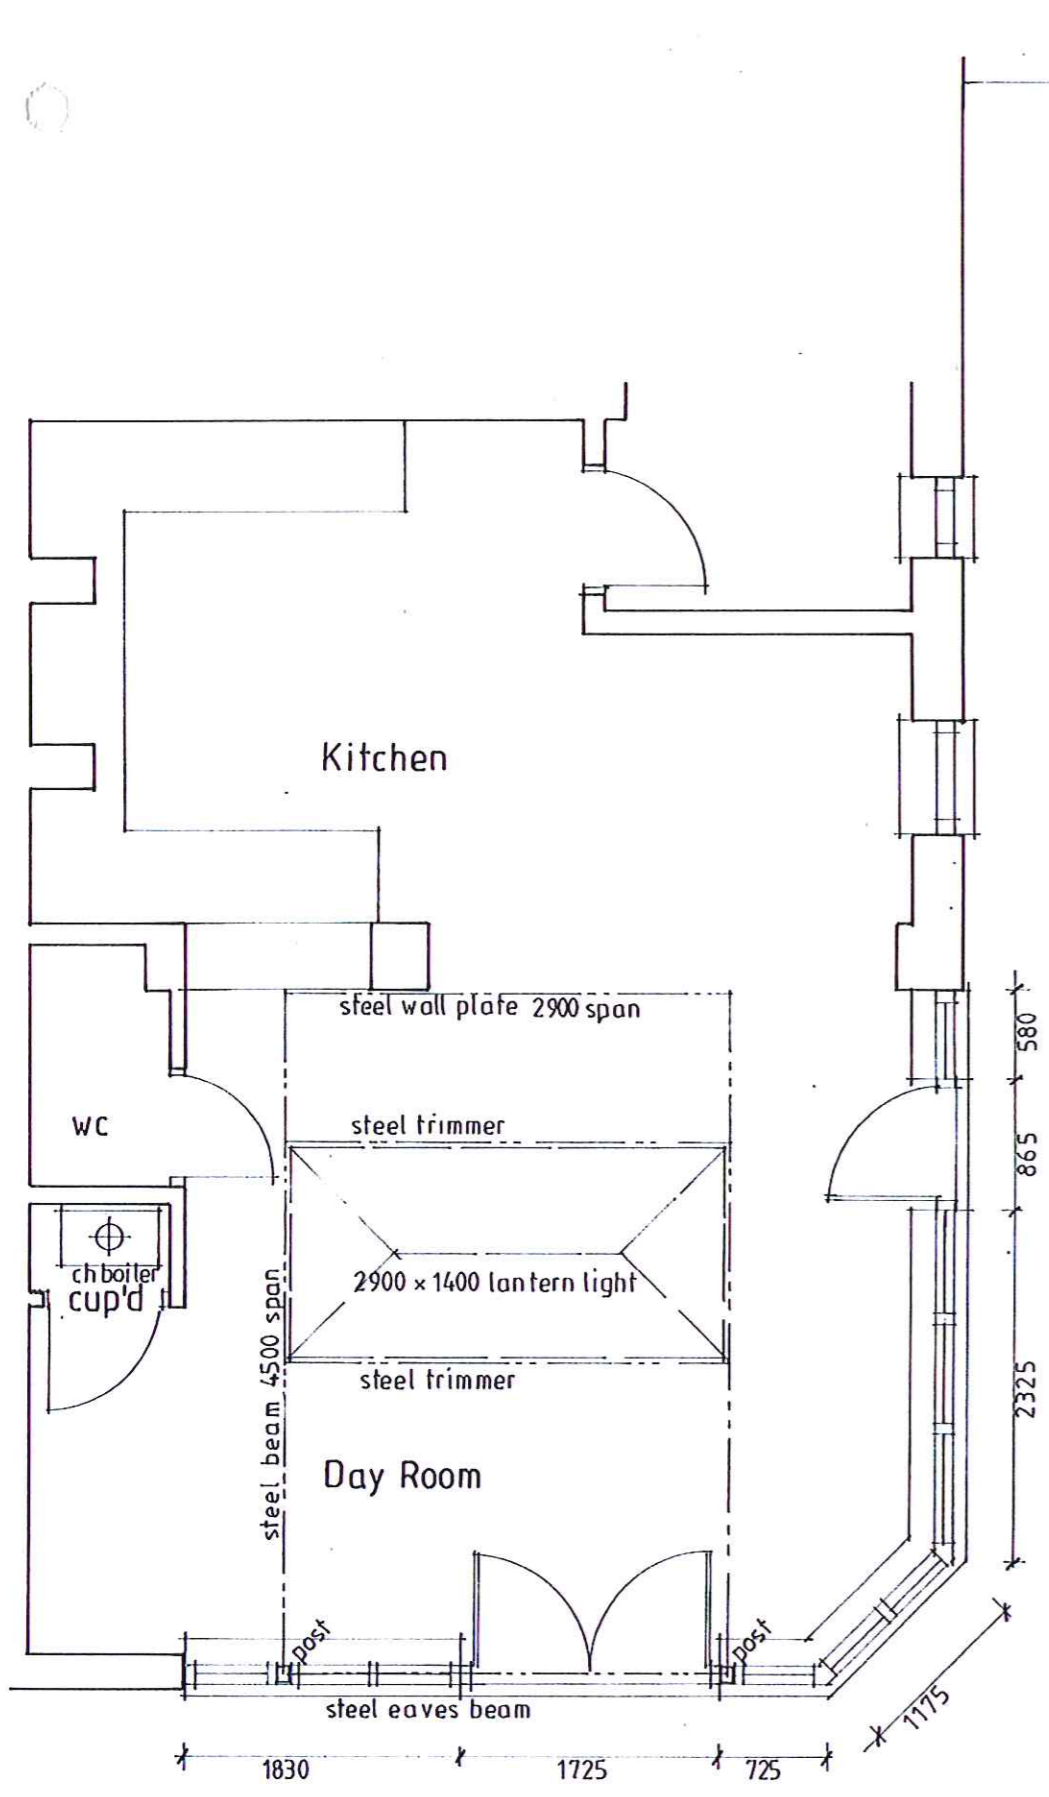 Kitchen
steel wall plate 2900 span
580
steel trimmer
WC
865
ch boiler
cup'd
2900 x 1400 lantern light
steel beam 4500 span
steel trimmer
2325
Day Room
post
post
steel eaves beam
1175
1830
1725
725